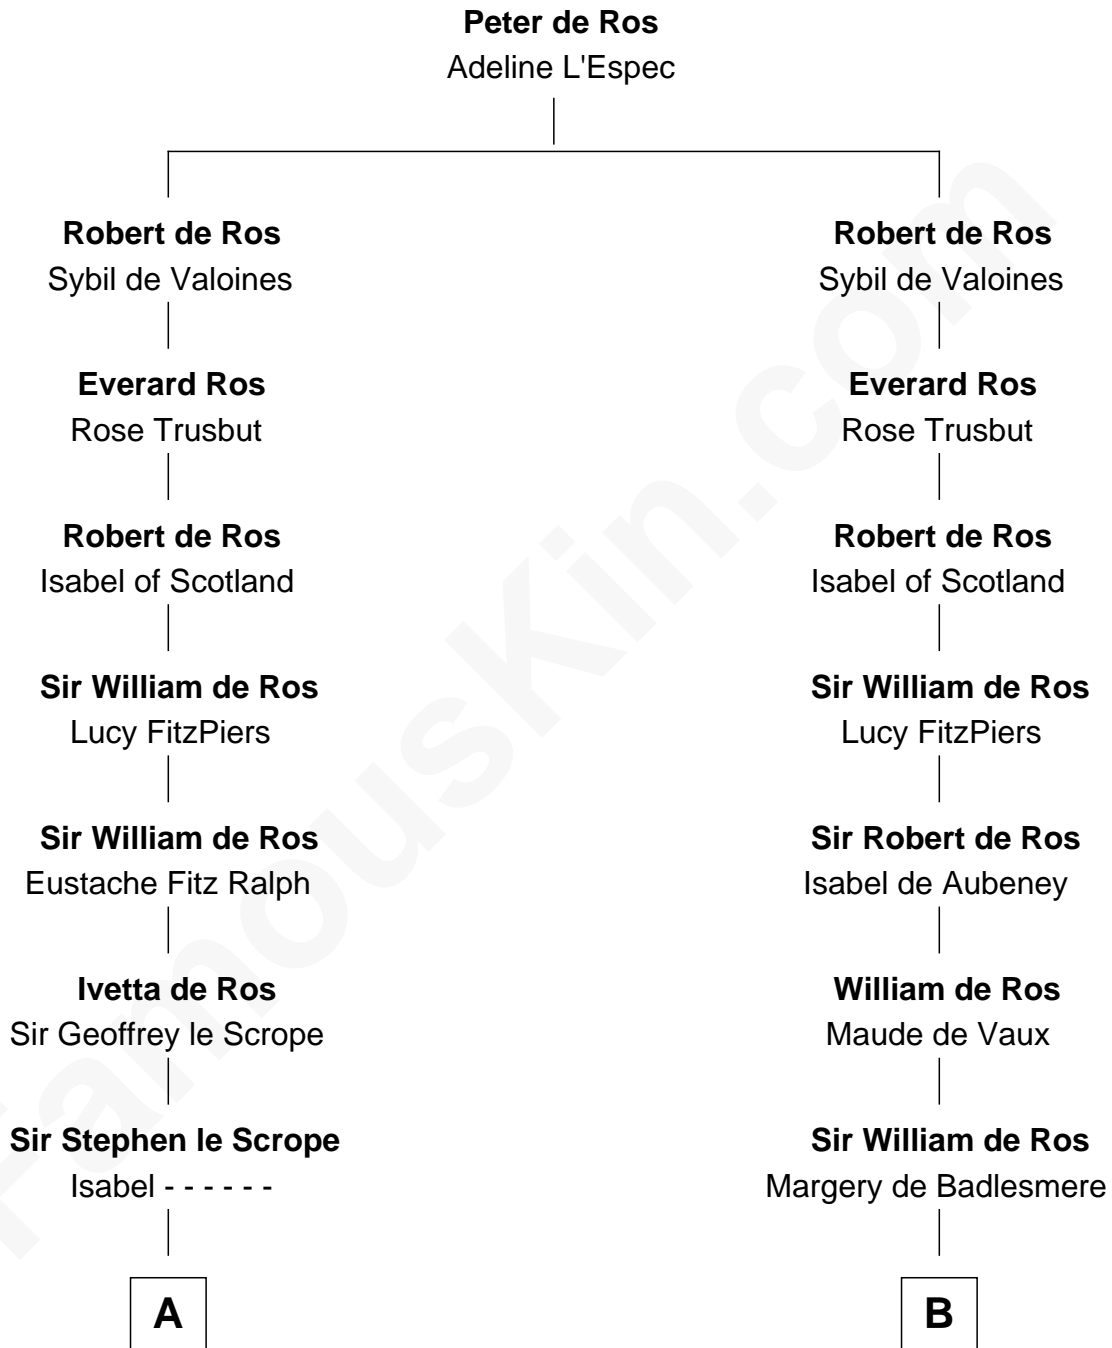 Peter de Ros
Adeline L'Espec
Robert de Ros
Sybil de Valoines
Everard Ros
Rose Trusbut
Robert de Ros
Isabel of Scotland
Sir William de Ros
Lucy FitzPiers
Sir William de Ros
Eustache Fitz Ralph
Ivetta de Ros
Sir Geoffrey le Scrope
Sir Stephen le Scrope
Isabel - - - - - -
A
Robert de Ros
Sybil de Valoines
Everard Ros
Rose Trusbut
Robert de Ros
Isabel of Scotland
Sir William de Ros
Lucy FitzPiers
Sir Robert de Ros
Isabel de Aubeney
William de Ros
Maude de Vaux
Sir William de Ros
Margery de Badlesmere
B
FamousKin.com